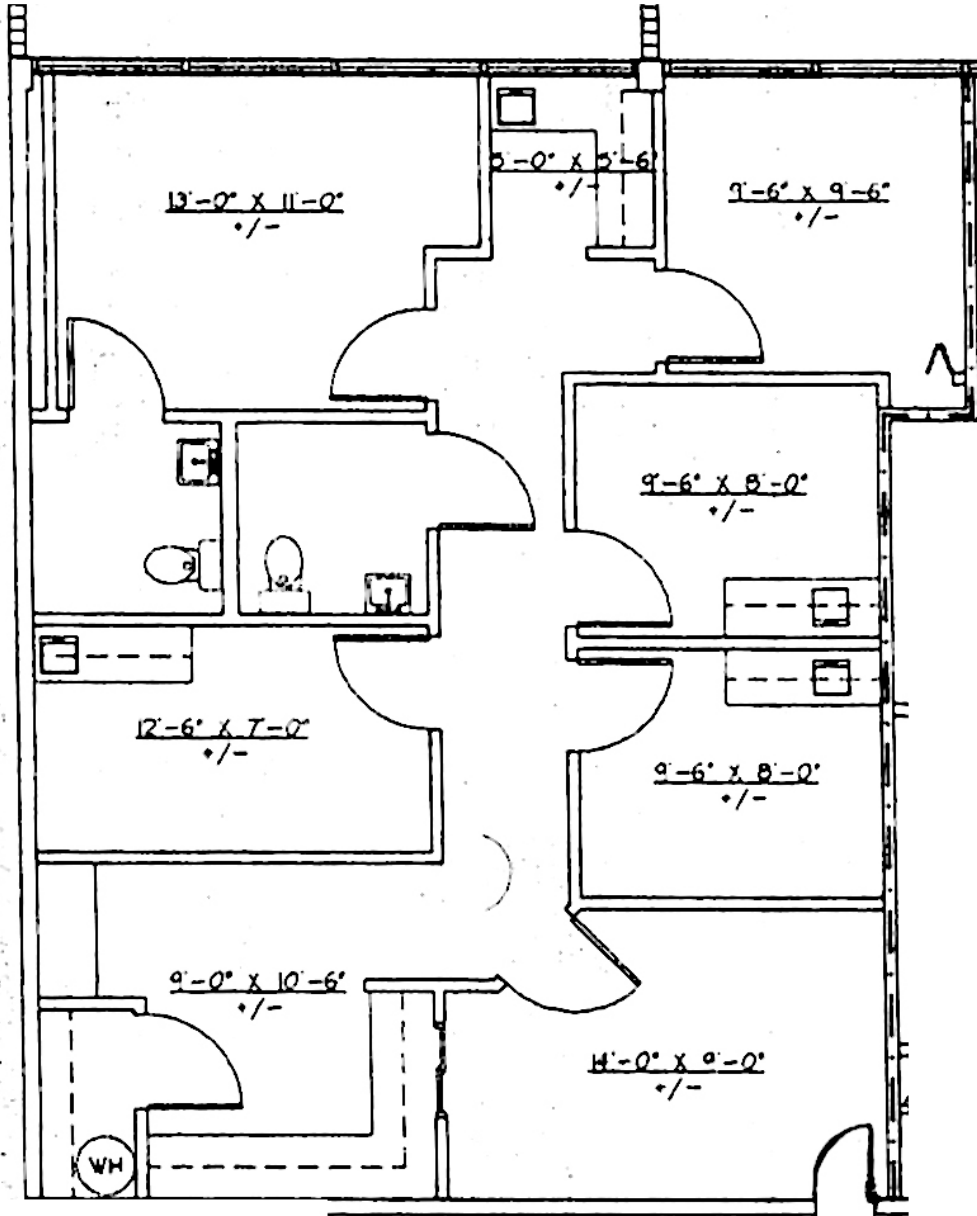 13'-0" X 11'-0"
+/-
5'-0" X 5'-6"
+/-
9'-6" X 9'-6"
+/-
9'-6" X 8'-0"
+/-
12'-6" X 7'-0"
+/-
9'-6" X 8'-0"
+/-
9'-0" X 10'-6"
+/-
14'-0" X 9'-0"
+/-
WH